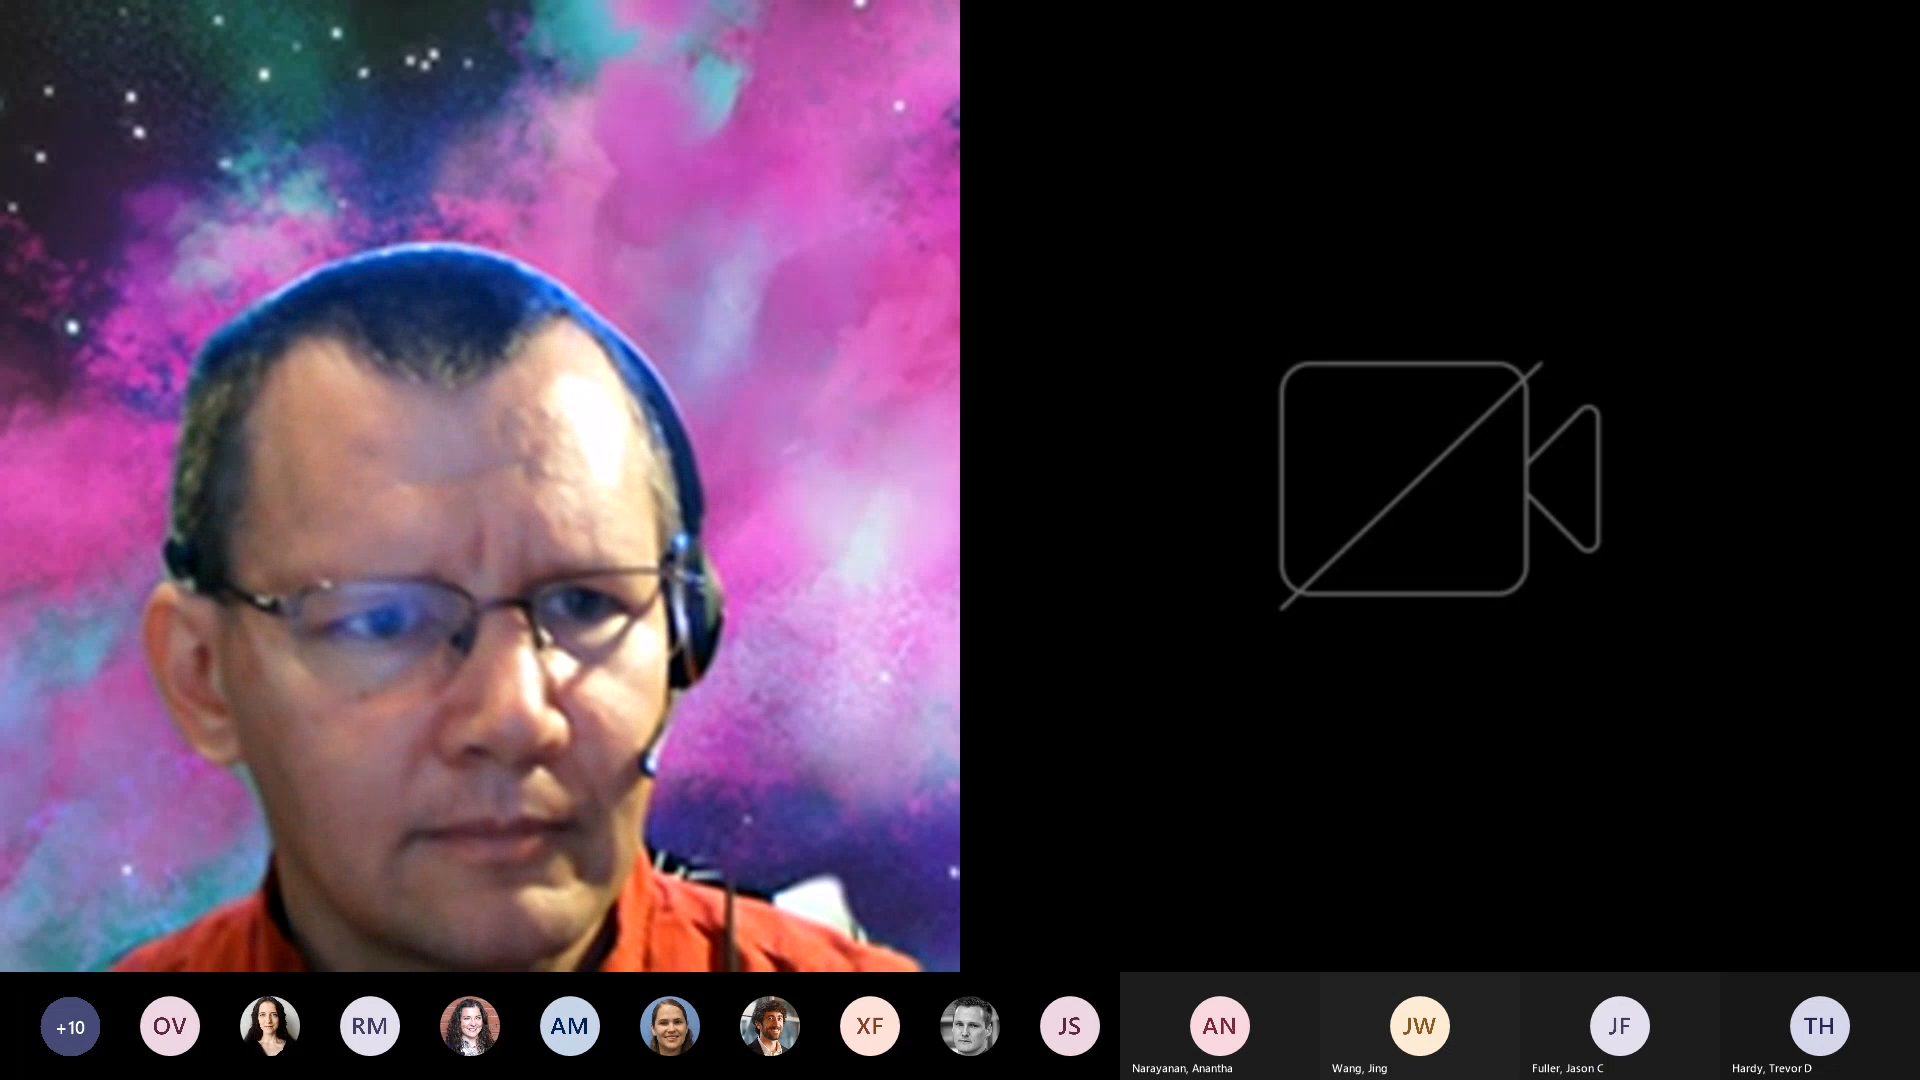 +10
OV
RM
AM
XF
JS
AN
JW
JF
TH
Narayanan, Anantha
Wang, Jing
Fuller, Jason C
Hardy, Trevor D